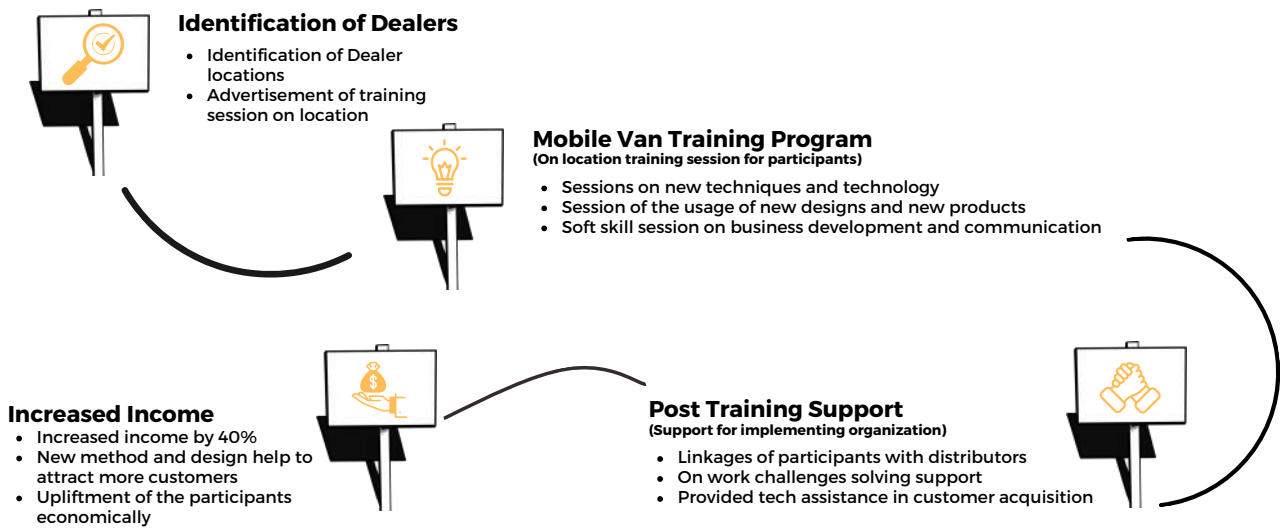 Identification of Dealers
• Identification of Dealer
locations
• Advertisement of training
session on location
Mobile Van Training Program
(On location training session for participants)
• Sessions on new techniques and technology
• Session of the usage of new designs and new products
• Soft skill session on business development and communication
Post Training Support
(Support for implementing organization)
• Linkages of participants with distributors
• On work challenges solving support
• Provided tech assistance in customer acquisition
$
Increased Income
• Increased income by 40%
• New method and design help to
attract more customers
• Upliftment of the participants
economically